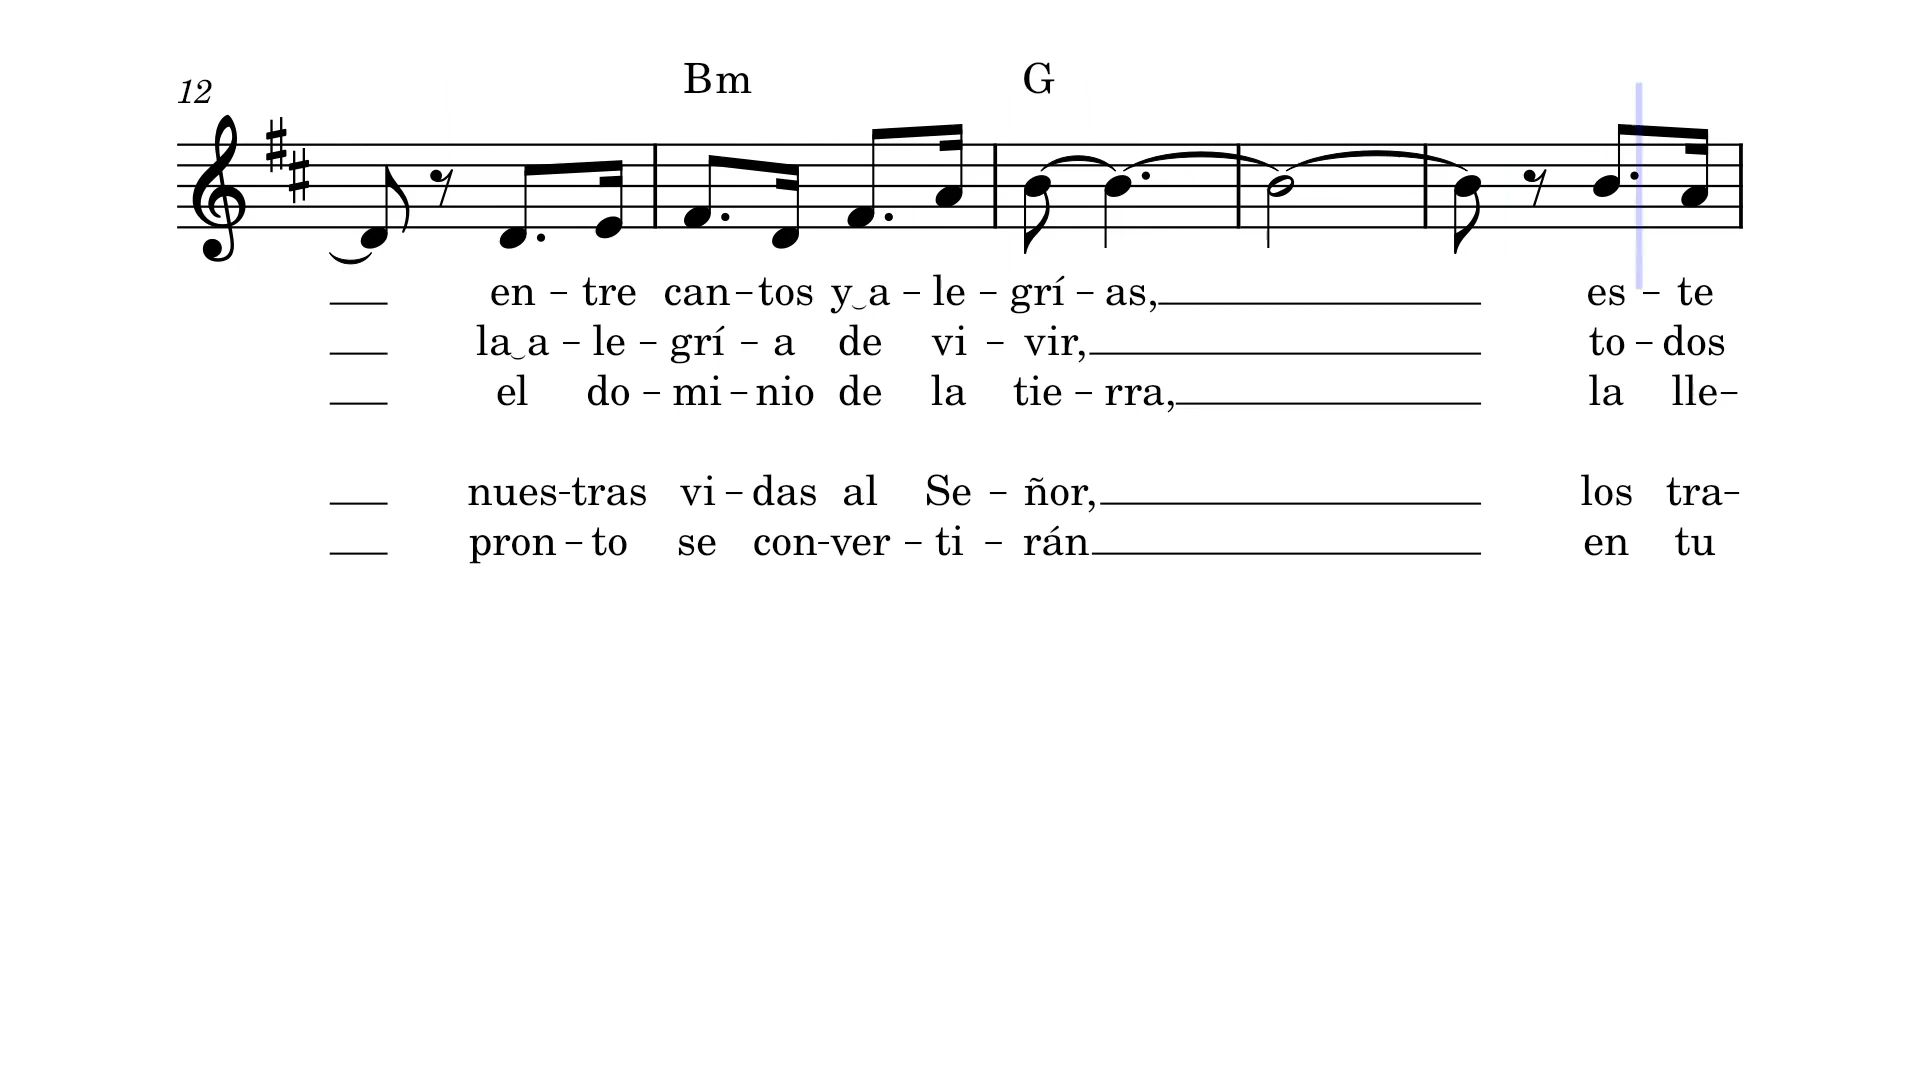 Bm G
12
en – tre can – tos y‿a – le – grí – as, es – te
la‿a – le – grí – a de vi – vir, to – dos
el do – mi – nio de la tie – rra, la lle –
nues – tras vi – das al Se – ñor, los tra –
pron – to se con – ver – ti – rán en tu